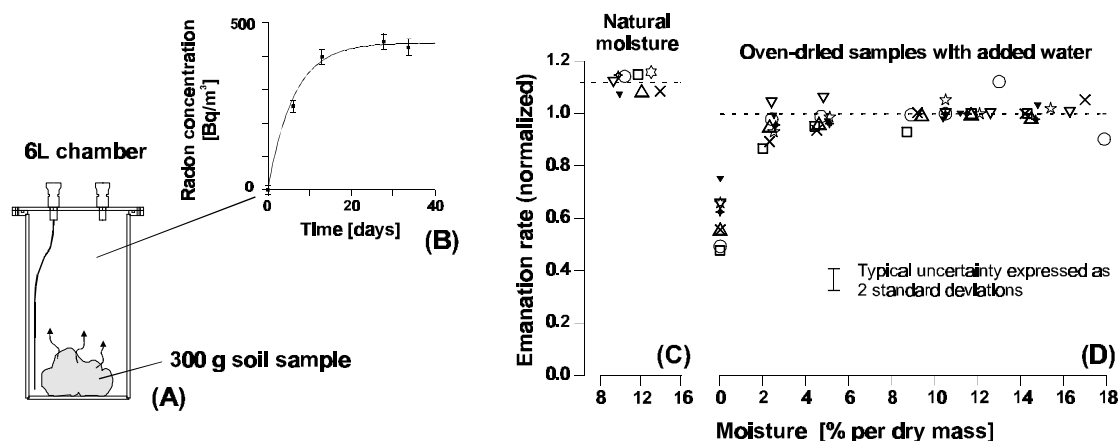 6L chamber
300 g soil sample
(A)
Radon concentration
[Bq/m³]
500
0
0 20 40
Time [days]
(B)
Natural
moisture
Emanation rate (normalized)
1.2
1.0
0.8
0.6
0.4
0.2
0.0
8 12 16
(C)
Oven-dried samples with added water
Typical uncertainty expressed as
2 standard deviations
(D)
0 2 4 6 8 10 12 14 16 18
Moisture [% per dry mass]